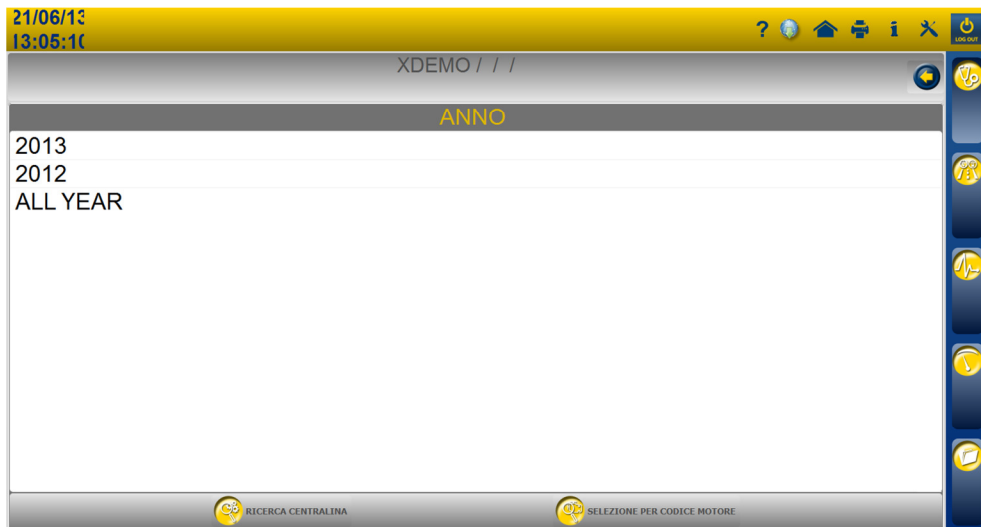 21/06/13
13:05:10
?
i
LOG OUT
XDEMO / / /
ANNO
2013
2012
ALL YEAR
RICERCA CENTRALINA
SELEZIONE PER CODICE MOTORE